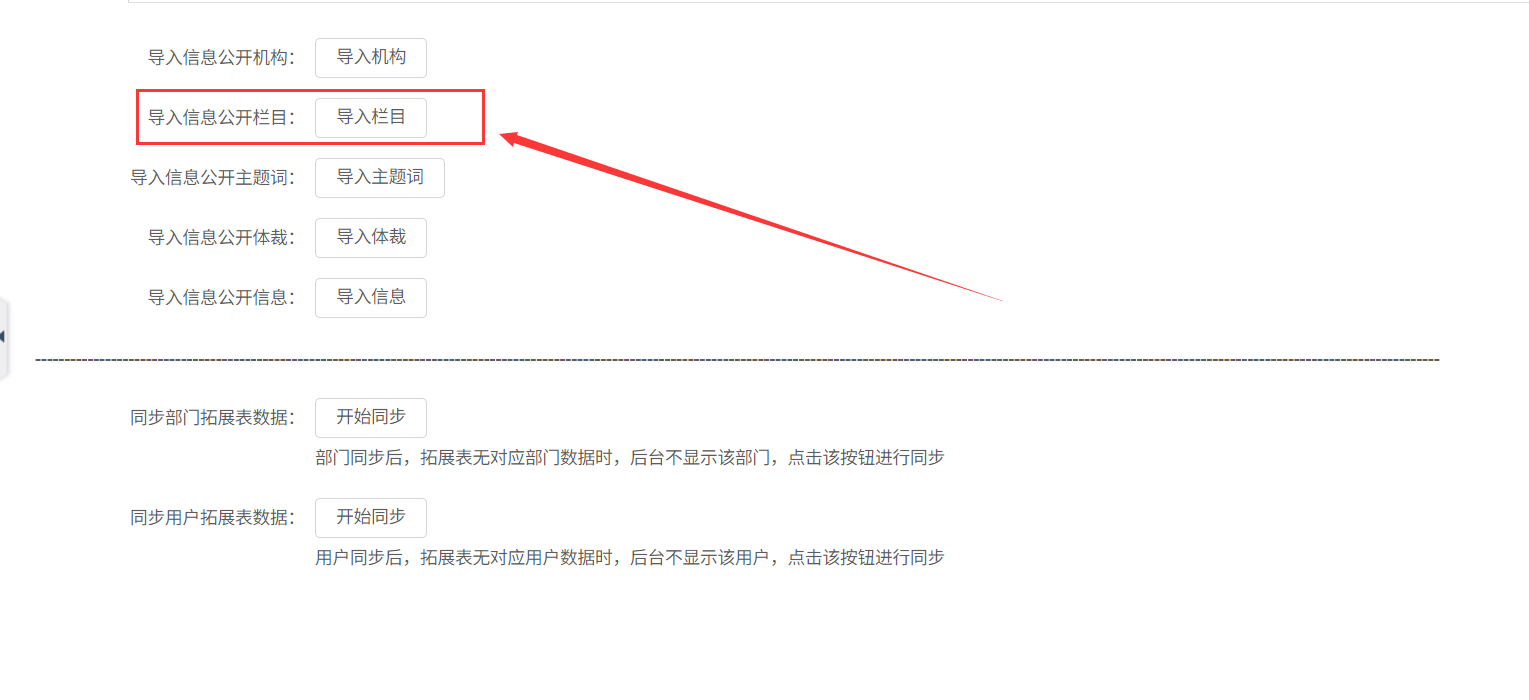 导入信息公开机构： 导入机构
导入信息公开栏目： 导入栏目
导入信息公开主题词： 导入主题词
导入信息公开体裁： 导入体裁
导入信息公开信息： 导入信息
同步部门拓展表数据： 开始同步
部门同步后，拓展表无对应部门数据时，后台不显示该部门，点击该按钮进行同步
同步用户拓展表数据： 开始同步
用户同步后，拓展表无对应用户数据时，后台不显示该用户，点击该按钮进行同步